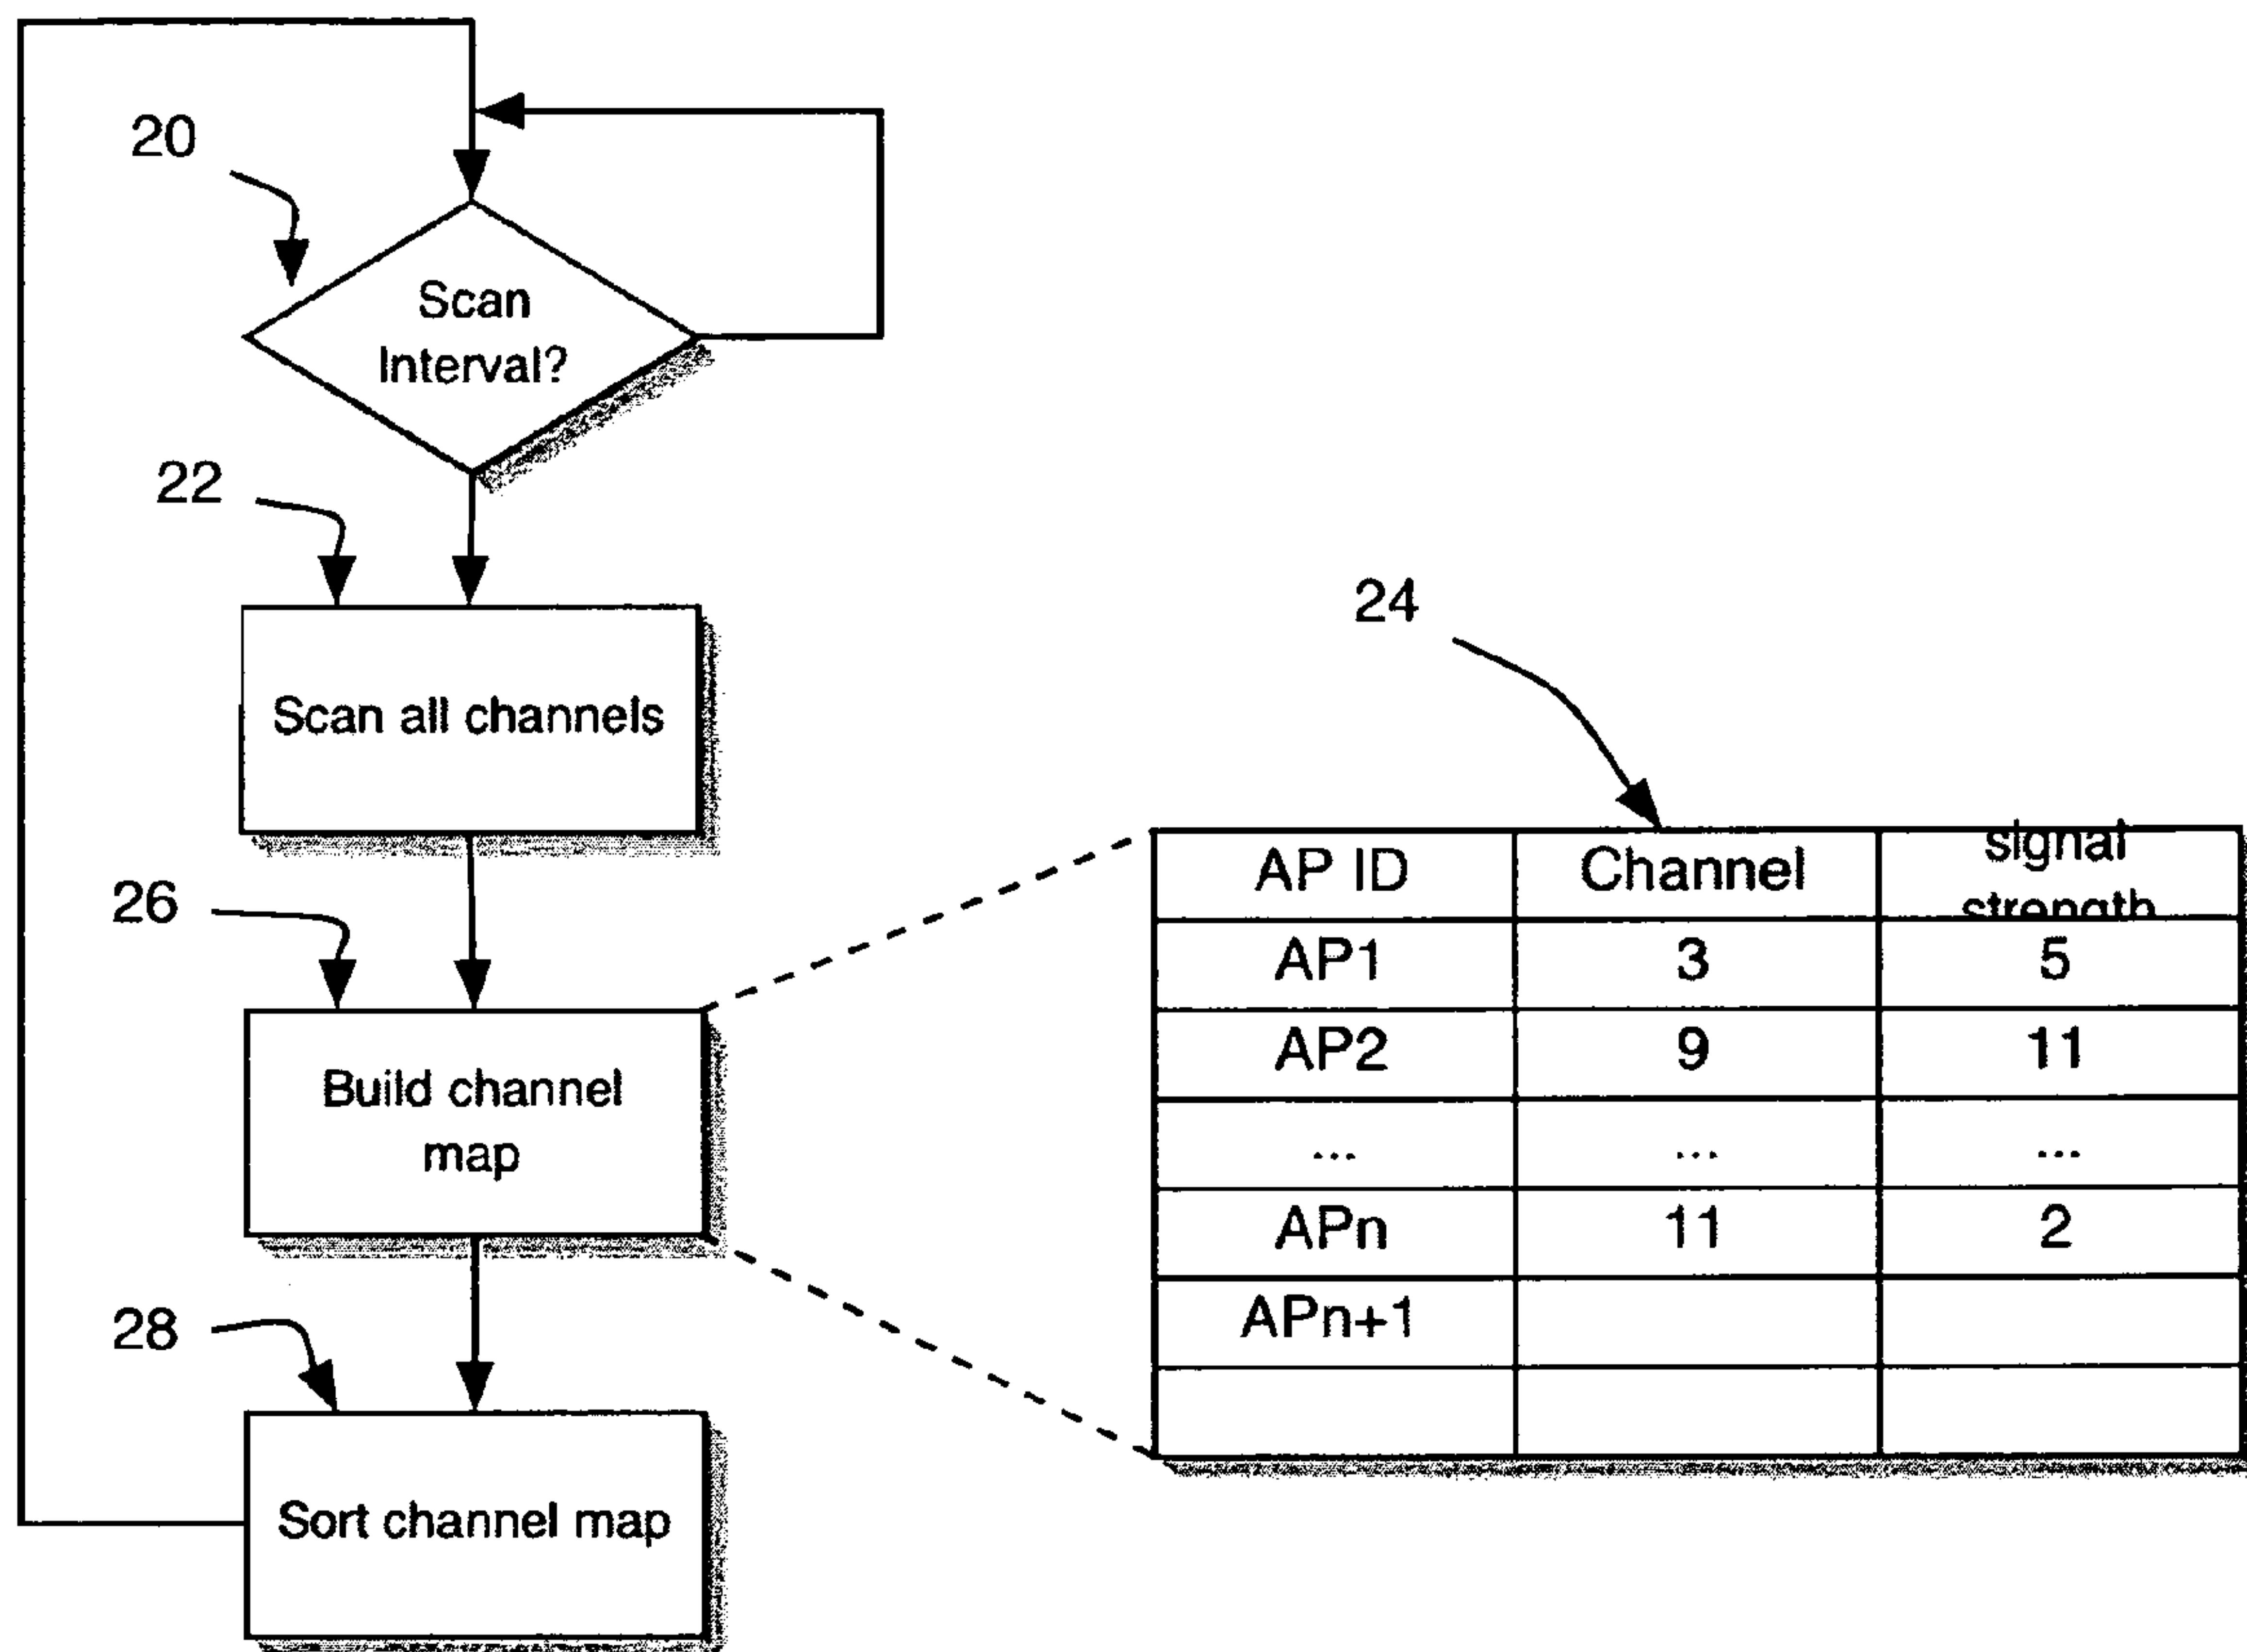 20
Scan
Interval?
22
Scan all channels
24
26
Build channel
map
28
Sort channel map
AP ID Channel signal
strength
AP1 3 5
AP2 9 11
... ... ...
APn 11 2
APn+1